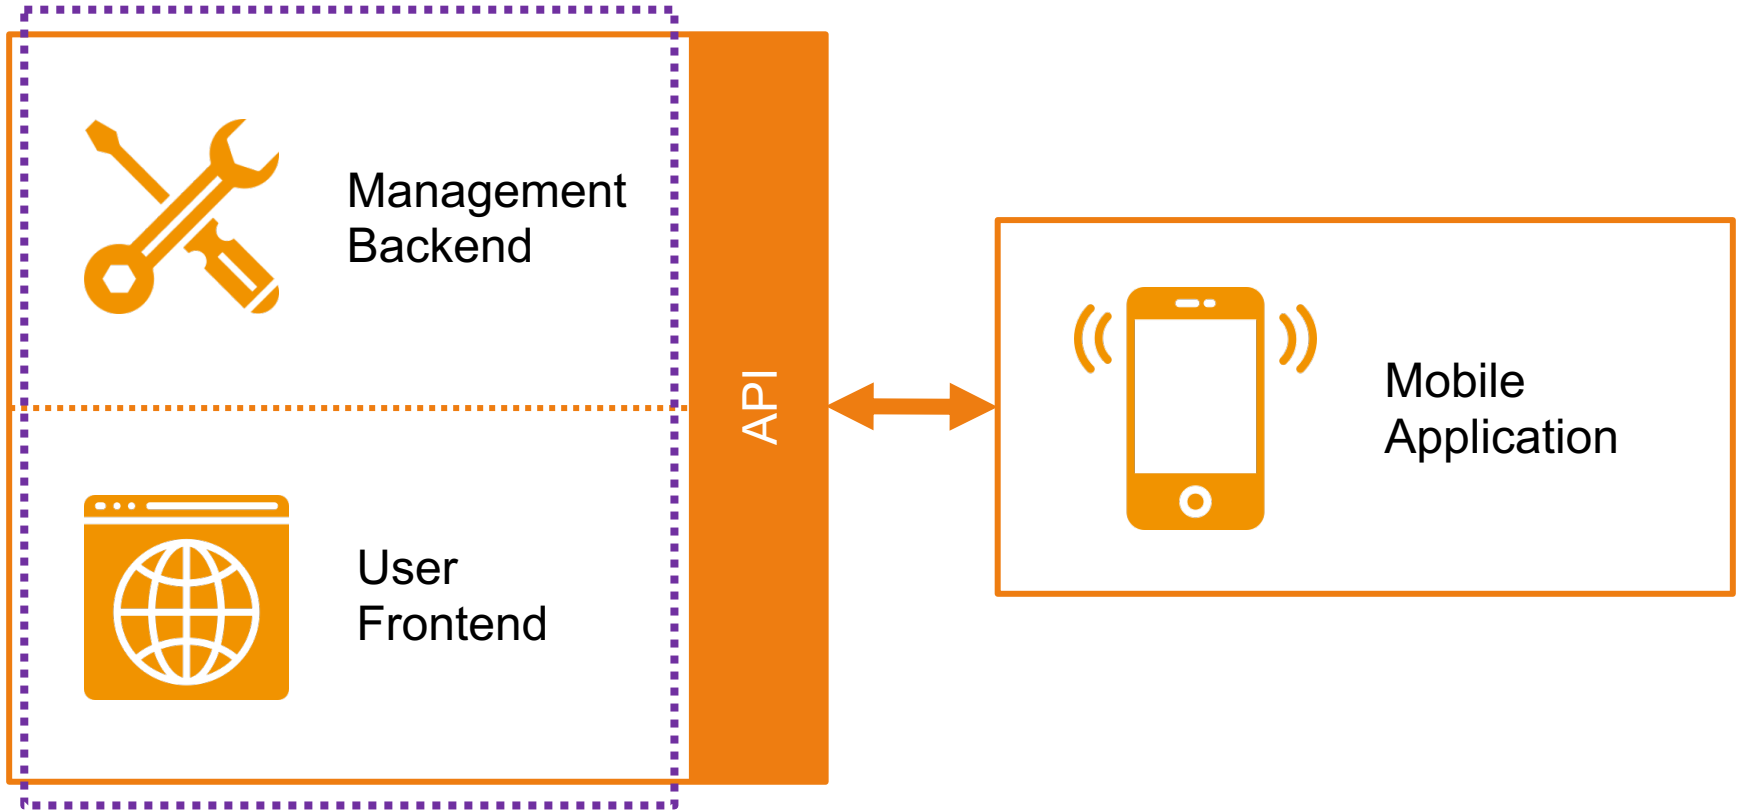 Management
Backend
User
Frontend
API
Mobile
Application